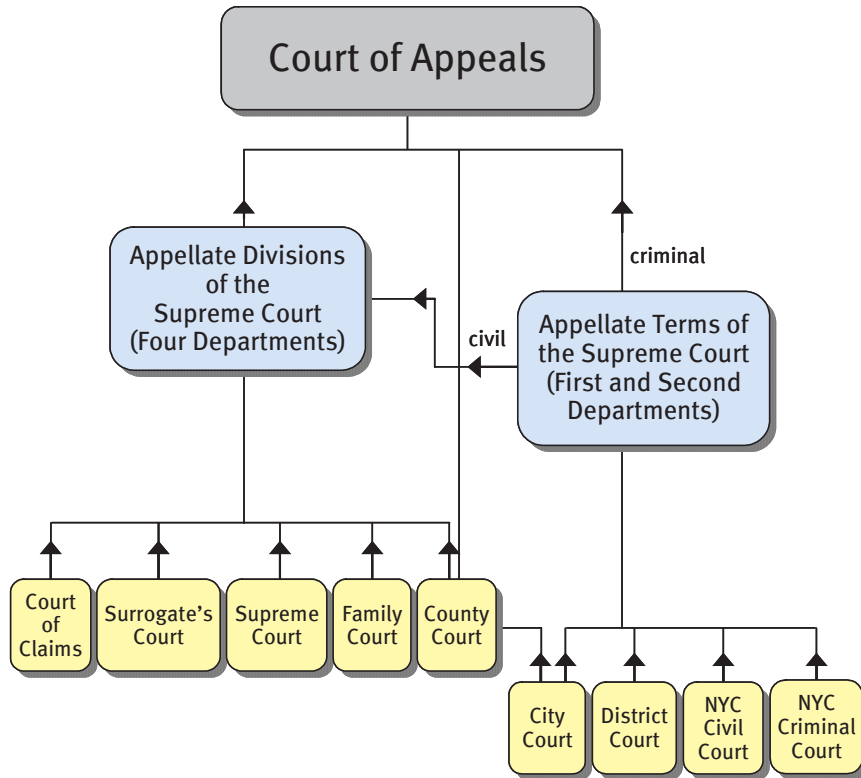 Court of Appeals
Appellate Divisions
of the
Supreme Court
(Four Departments)
criminal
civil
Appellate Terms of
the Supreme Court
(First and Second
Departments)
Court
of
Claims
Surrogate's
Court
Supreme
Court
Family
Court
County
Court
City
Court
District
Court
NYC
Civil
Court
NYC
Criminal
Court